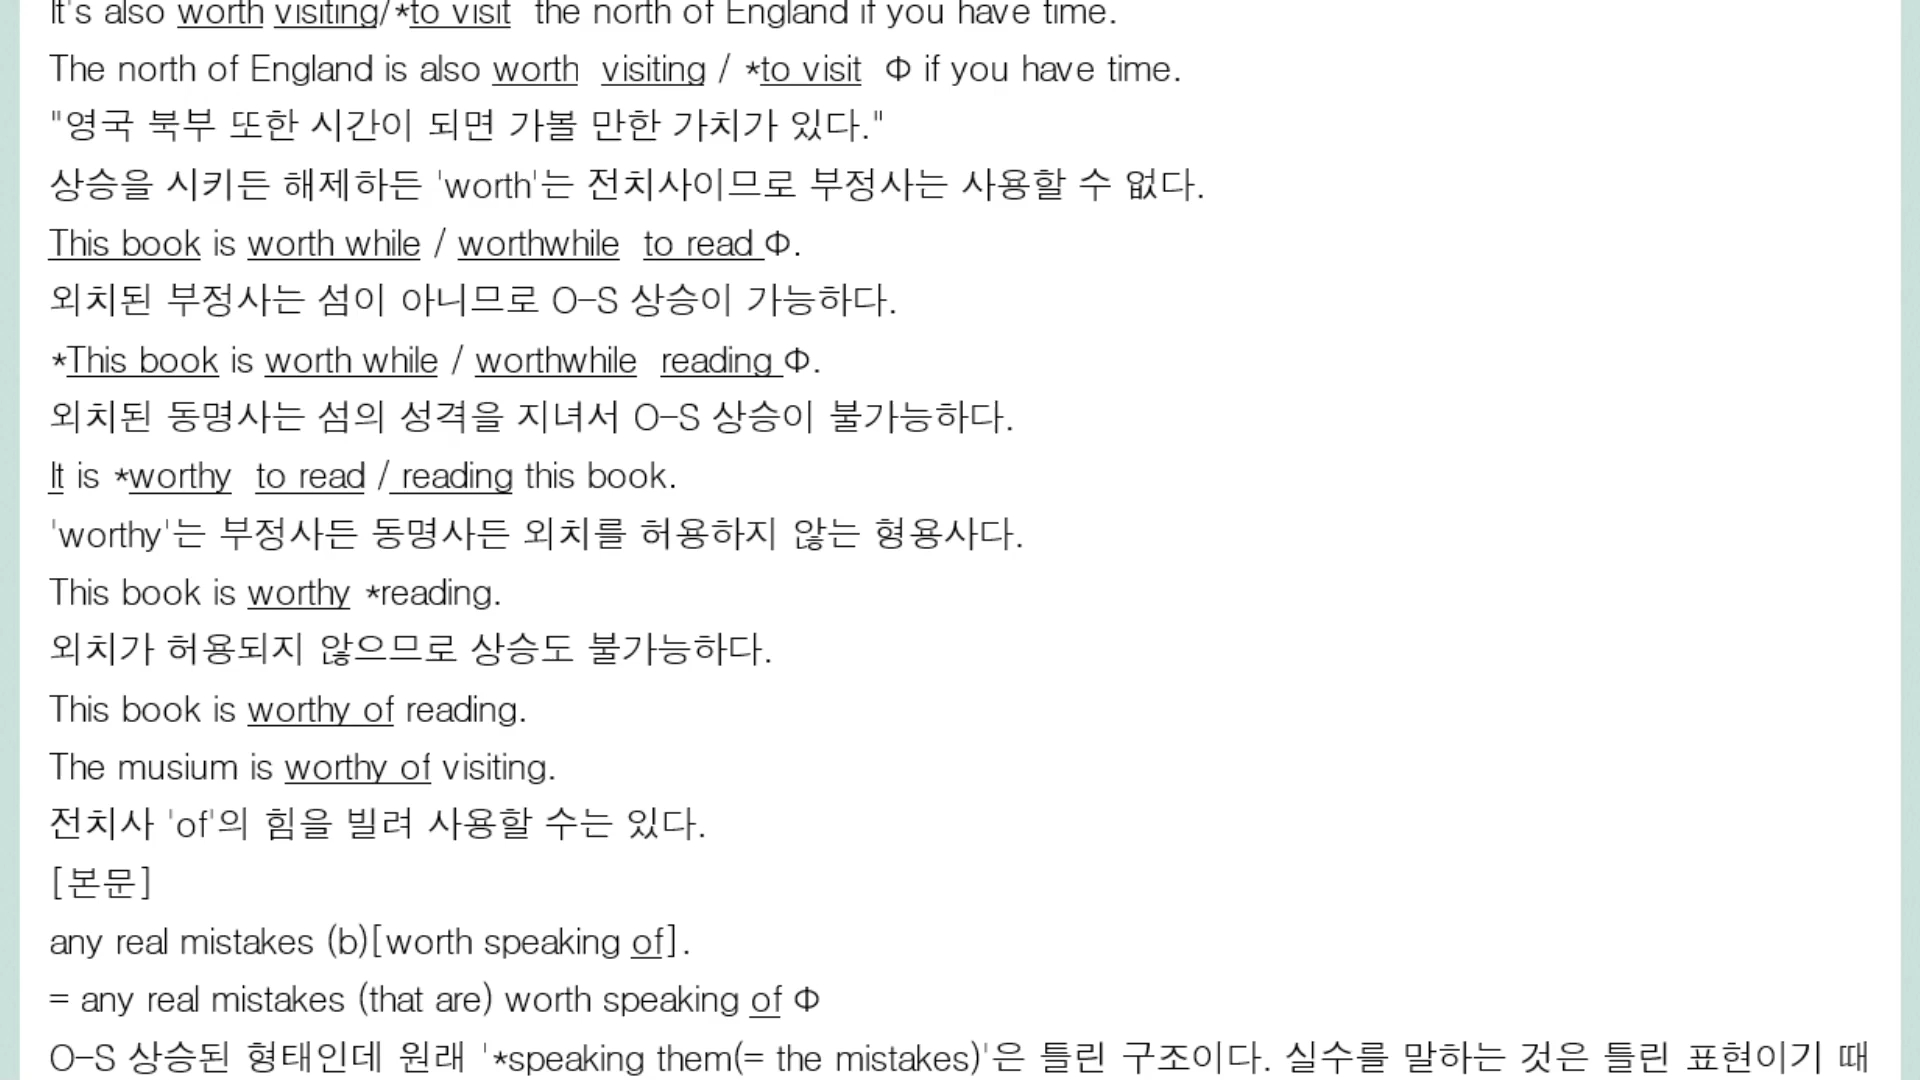 It's also worth visiting/*to visit the north of England if you have time.
The north of England is also worth visiting / *to visit Φ if you have time.
"영국 북부 또한 시간이 되면 가볼 만한 가치가 있다."
상승을 시키든 해제하든 'worth'는 전치사이므로 부정사는 사용할 수 없다.
This book is worth while / worthwhile to read Φ.
외치된 부정사는 섬이 아니므로 O-S 상승이 가능하다.
*This book is worth while / worthwhile reading Φ.
외치된 동명사는 섬의 성격을 지녀서 O-S 상승이 불가능하다.
It is *worthy to read / reading this book.
'worthy'는 부정사든 동명사든 외치를 허용하지 않는 형용사다.
This book is worthy *reading.
외치가 허용되지 않으므로 상승도 불가능하다.
This book is worthy of reading.
The musium is worthy of visiting.
전치사 'of'의 힘을 빌려 사용할 수는 있다.
[본문]
any real mistakes (b)[worth speaking of].
= any real mistakes (that are) worth speaking of Φ
O-S 상승된 형태인데 원래 '*speaking them(= the mistakes)'은 틀린 구조이다. 실수를 말하는 것은 틀린 표현이기 때